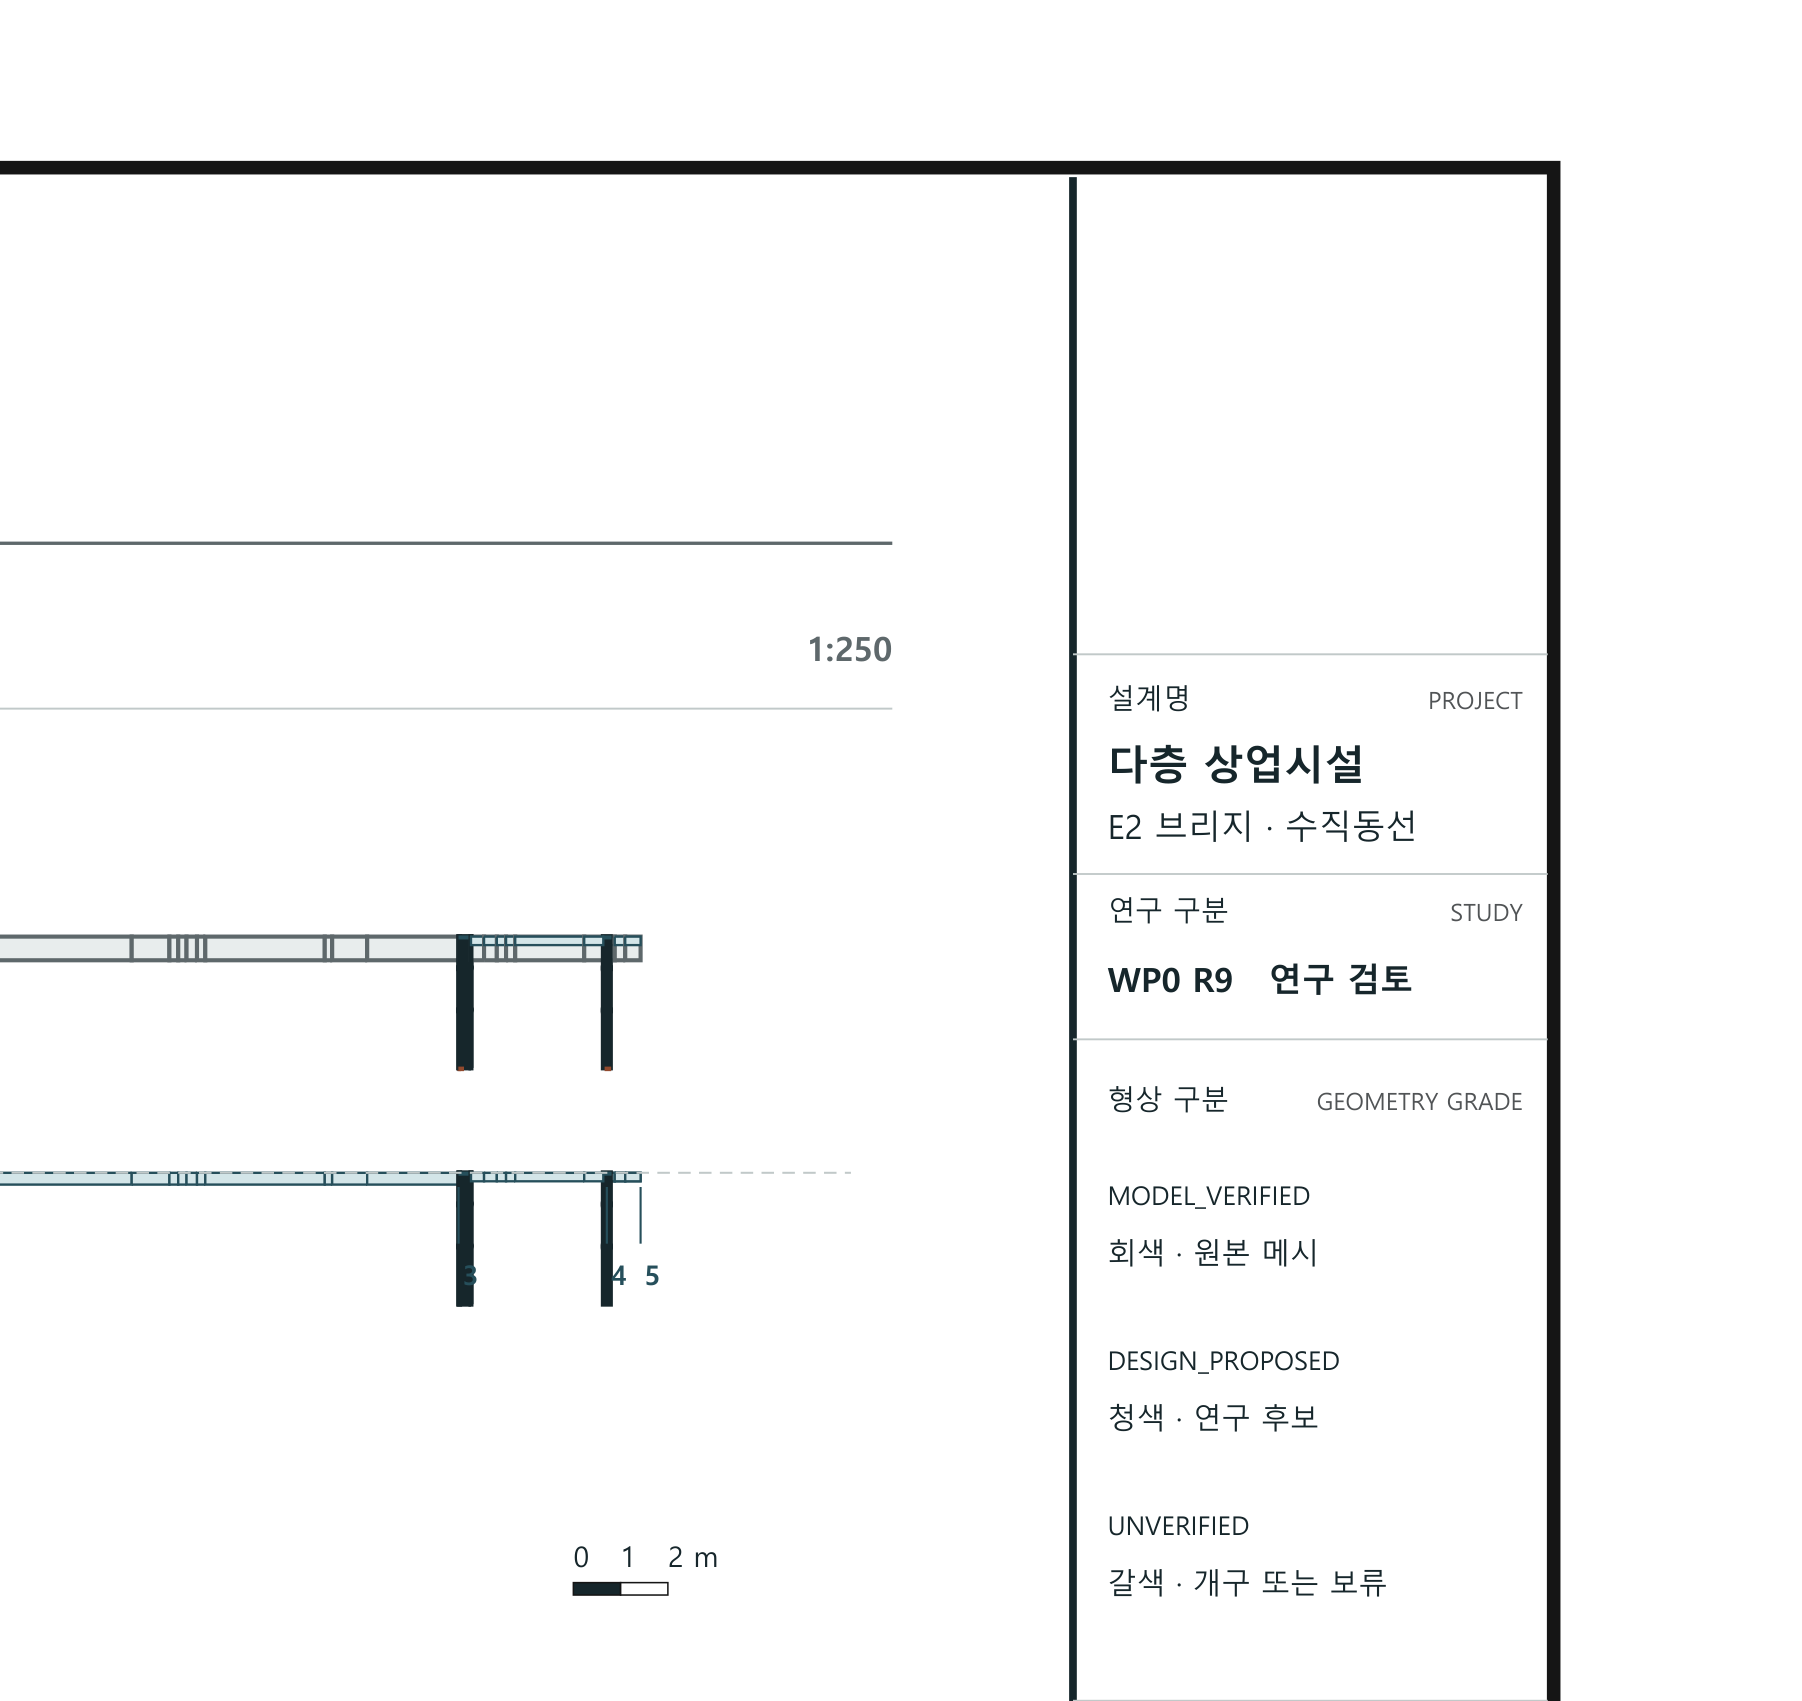 1:250
3 4 5
0 1 2 m
설계명 PROJECT
다층 상업시설
E2 브리지 · 수직동선
연구 구분 STUDY
WP0 R9 연구 검토
형상 구분 GEOMETRY GRADE
MODEL_VERIFIED
회색 · 원본 메시
DESIGN_PROPOSED
청색 · 연구 후보
UNVERIFIED
갈색 · 개구 또는 보류